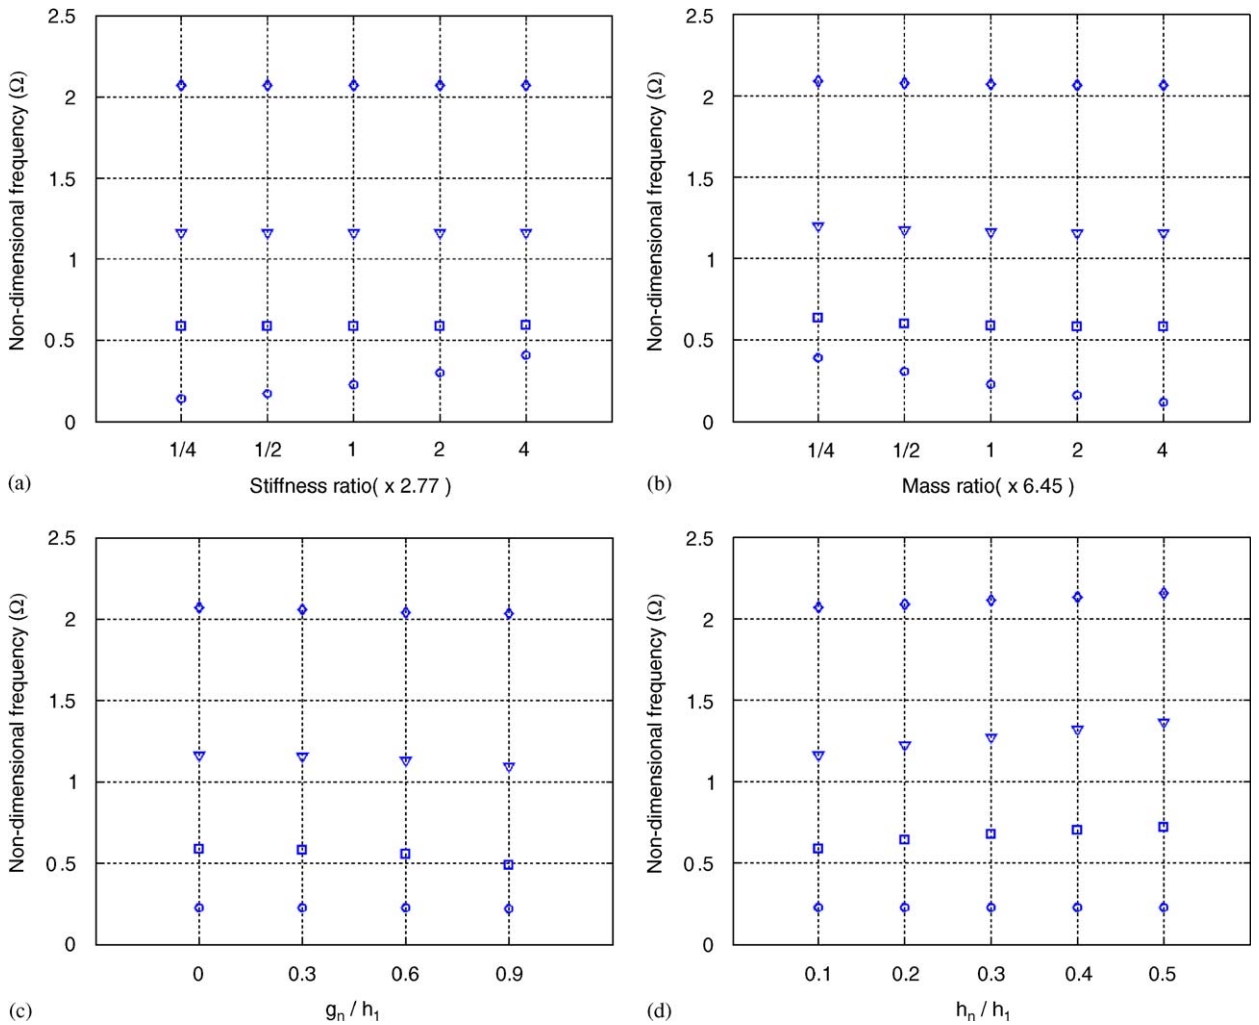 2.5
2
1.5
1
0.5
0
Non-dimensional frequency (Ω)
1/4 1/2 1 2 4
(a) Stiffness ratio( x 2.77 )
2.5
2
1.5
1
0.5
0
Non-dimensional frequency (Ω)
1/4 1/2 1 2 4
(b) Mass ratio( x 6.45 )
2.5
2
1.5
1
0.5
0
Non-dimensional frequency (Ω)
0 0.3 0.6 0.9
(c) gₙ / h₁
2.5
2
1.5
1
0.5
0
Non-dimensional frequency (Ω)
0.1 0.2 0.3 0.4 0.5
(d) hₙ / h₁